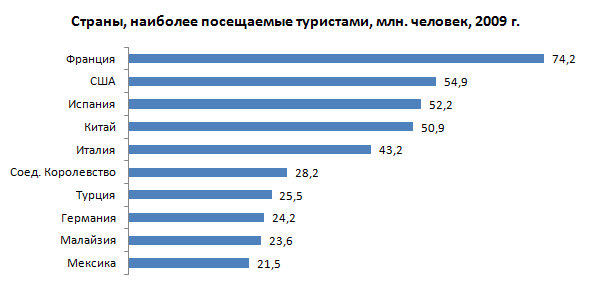 Страны, наиболее посещаемые туристами, млн. человек, 2009 г.
Франция 74,2
США 54,9
Испания 52,2
Китай 50,9
Италия 43,2
Соед. Королевство 28,2
Турция 25,5
Германия 24,2
Малайзия 23,6
Мексика 21,5